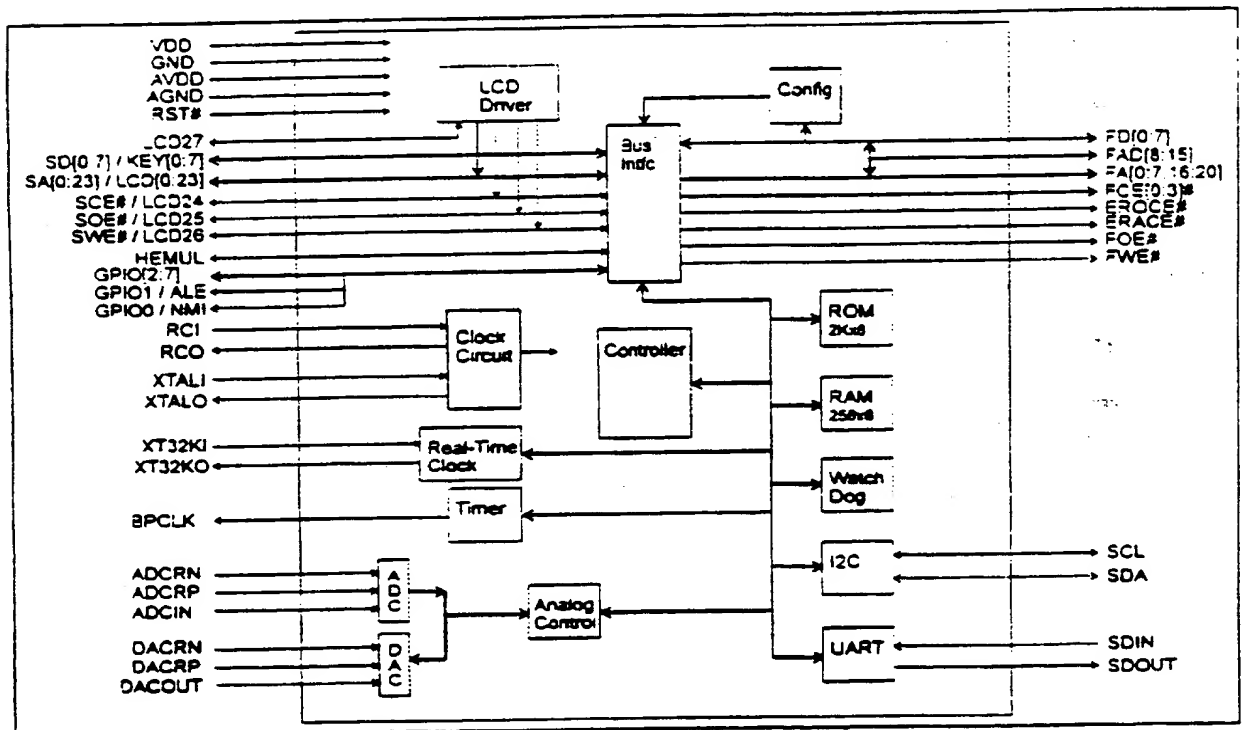 VDD
GND
AVDD
AGND
RST#
LCD27
SD[0:7] / KEY[0:7]
SA[0:23] / LCD[0:23]
SCE# / LCD24
SOE# / LCD25
SWE# / LCD26
HEMUL
GPIO[2:7]
GPIO1 / ALE
GPIO0 / NMI
RCI
RCO
XTALI
XTALO
XT32KI
XT32KO
BPCLK
ADCRN
ADCRP
ADCIN
DACRN
DACRP
DACOUT
LCD
Driver
Config
Bus
Intfc
Clock
Circuit
Controller
Real-Time
Clock
Timer
ADC
DAC
Analog
Control
ROM
2Kx8
RAM
256x8
Watch
Dog
I2C
UART
FD[0:7]
FAD[8:15]
FA[0:7,16:20]
FCE[0:3]#
EROCE#
ERACE#
FOE#
FWE#
SCL
SDA
SDIN
SDOUT